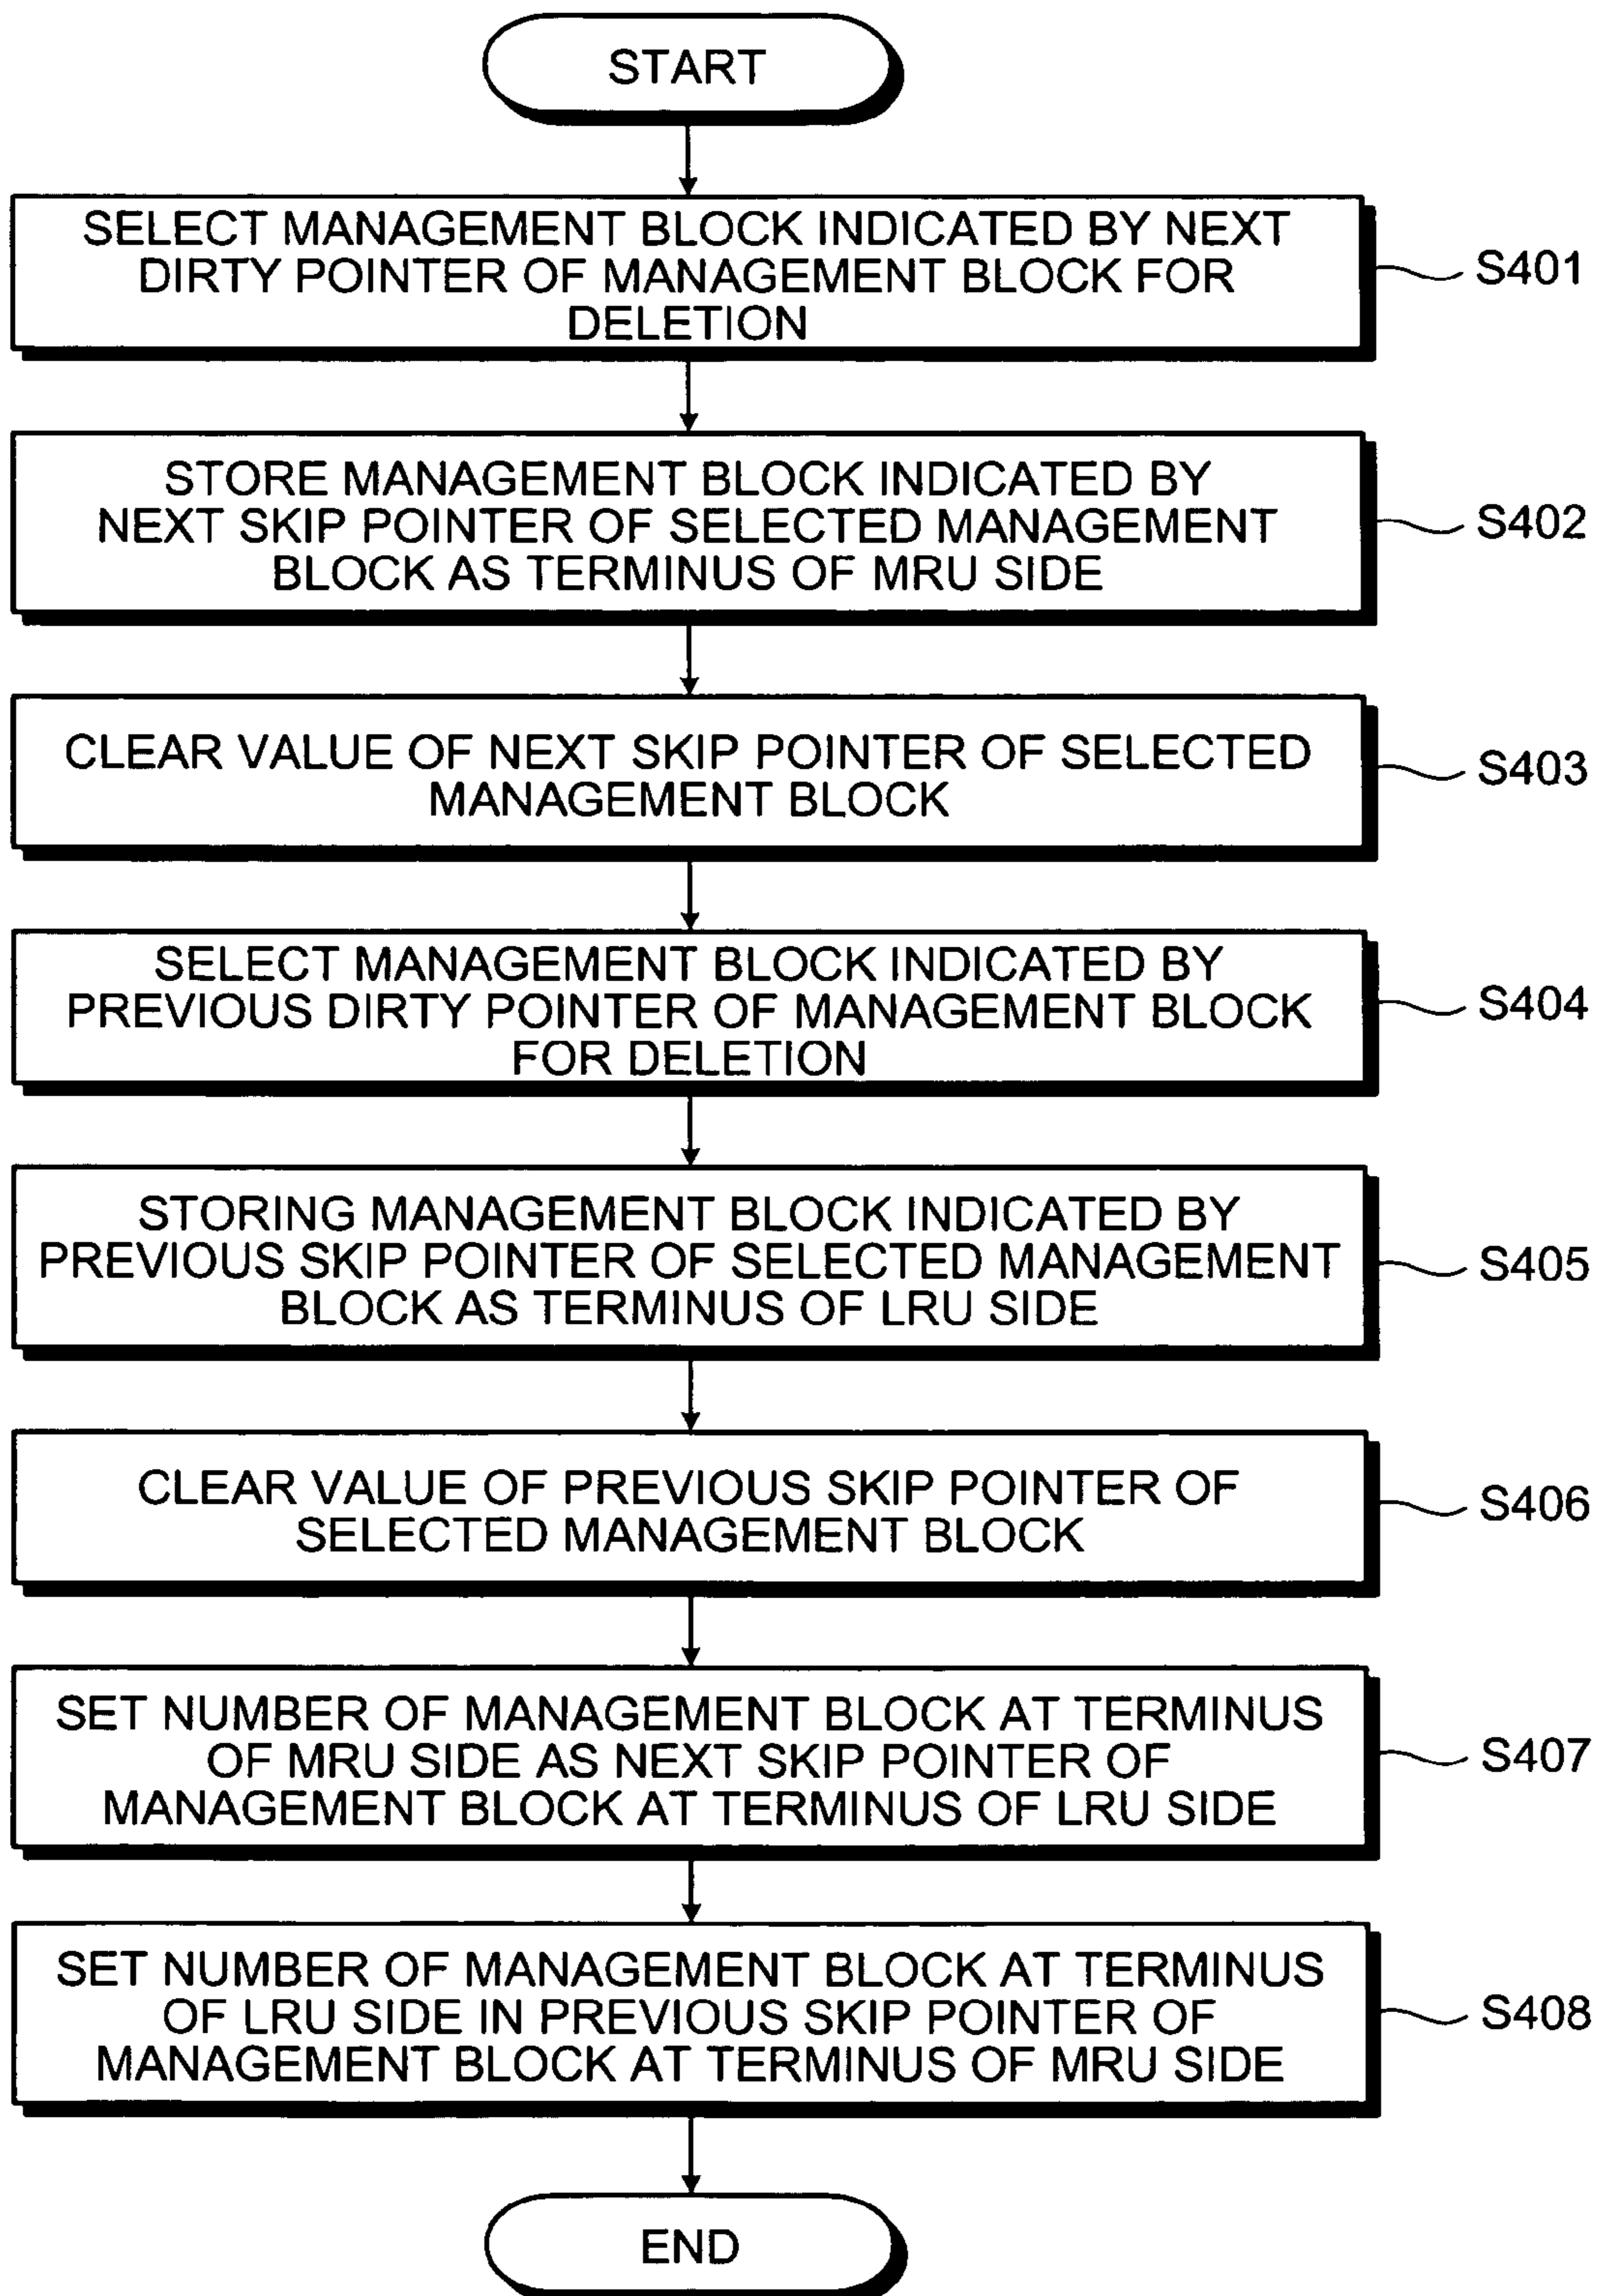 START
SELECT MANAGEMENT BLOCK INDICATED BY NEXT
DIRTY POINTER OF MANAGEMENT BLOCK FOR
DELETION
S401
STORE MANAGEMENT BLOCK INDICATED BY
NEXT SKIP POINTER OF SELECTED MANAGEMENT
BLOCK AS TERMINUS OF MRU SIDE
S402
CLEAR VALUE OF NEXT SKIP POINTER OF SELECTED
MANAGEMENT BLOCK
S403
SELECT MANAGEMENT BLOCK INDICATED BY
PREVIOUS DIRTY POINTER OF MANAGEMENT BLOCK
FOR DELETION
S404
STORING MANAGEMENT BLOCK INDICATED BY
PREVIOUS SKIP POINTER OF SELECTED MANAGEMENT
BLOCK AS TERMINUS OF LRU SIDE
S405
CLEAR VALUE OF PREVIOUS SKIP POINTER OF
SELECTED MANAGEMENT BLOCK
S406
SET NUMBER OF MANAGEMENT BLOCK AT TERMINUS
OF MRU SIDE AS NEXT SKIP POINTER OF
MANAGEMENT BLOCK AT TERMINUS OF LRU SIDE
S407
SET NUMBER OF MANAGEMENT BLOCK AT TERMINUS
OF LRU SIDE IN PREVIOUS SKIP POINTER OF
MANAGEMENT BLOCK AT TERMINUS OF MRU SIDE
S408
END